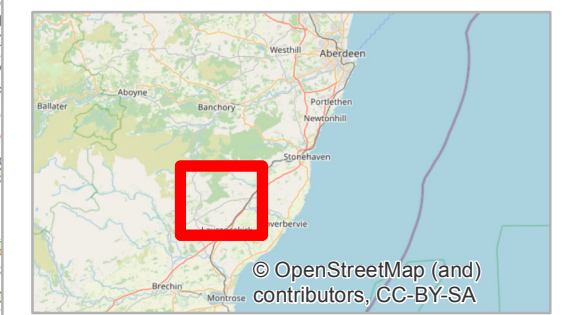 Westhill
Aberdeen
Aboyne
Ballater
Banchory
Portlethen
Newtonhill
Stonehaven
Brechin
Montrose
© OpenStreetMap (and)
contributors, CC-BY-SA